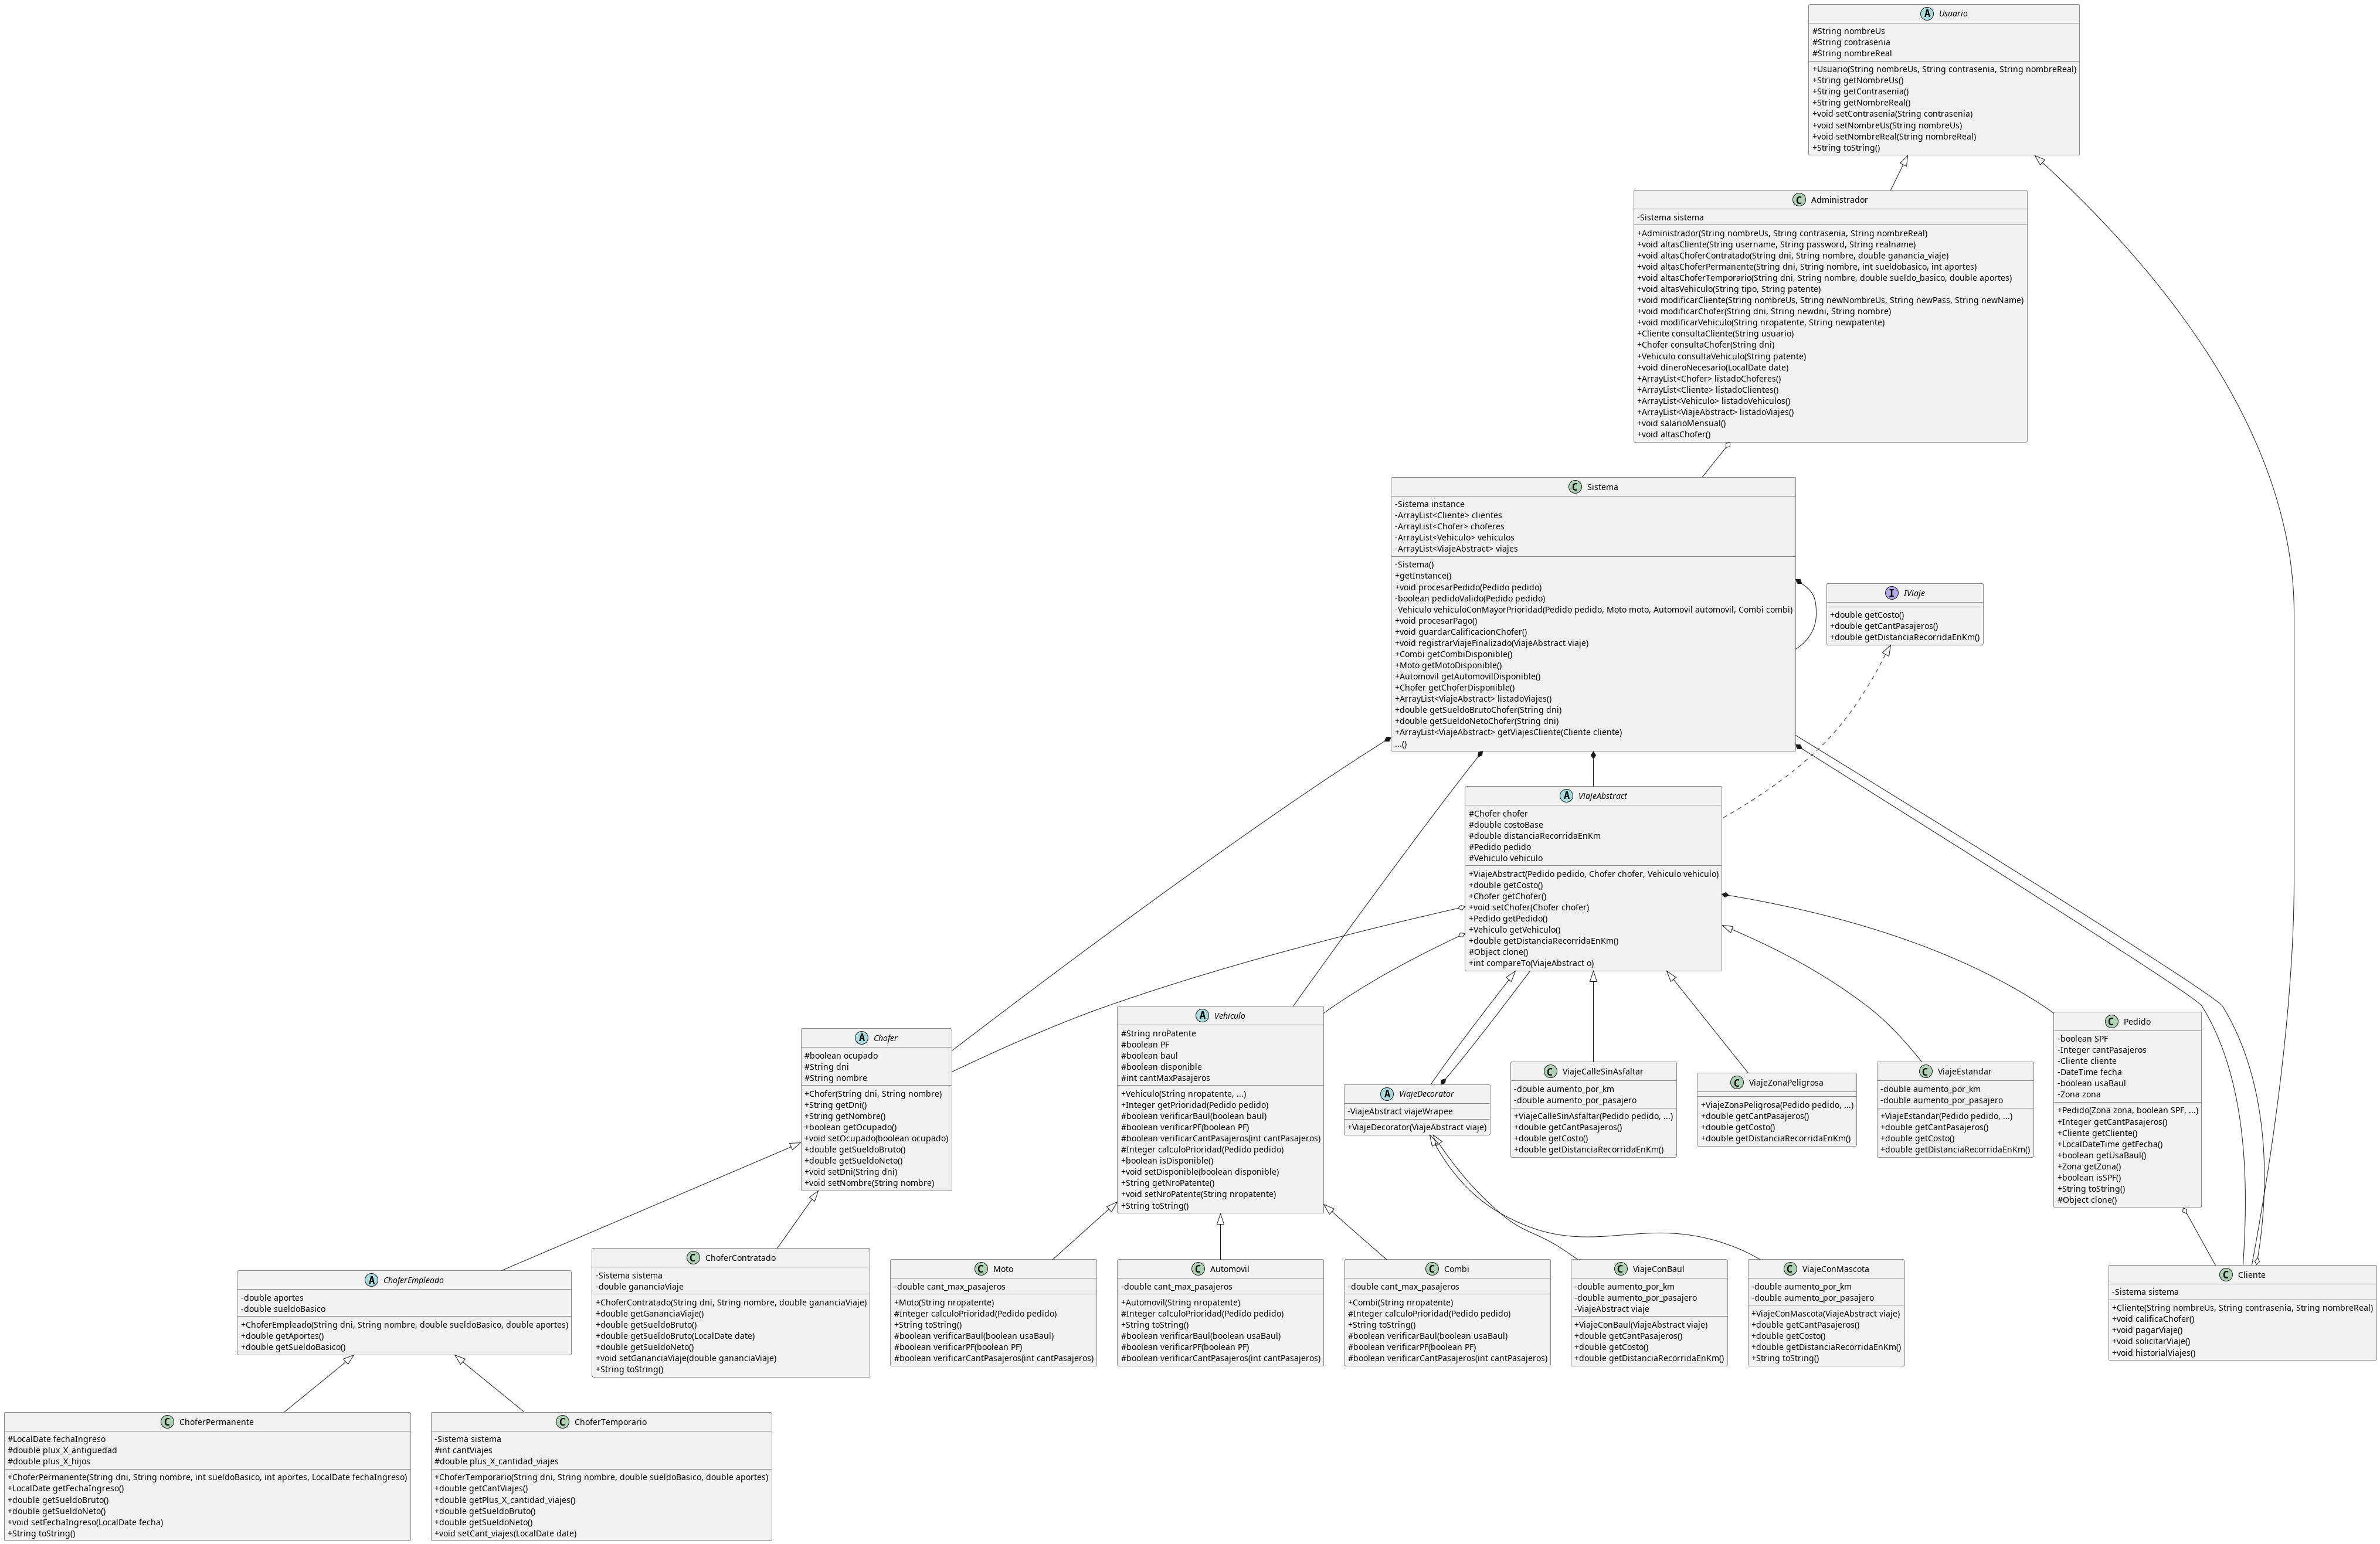 A Usuario
#String nombreUs
#String contrasenia
#String nombreReal
+Usuario(String nombreUs, String contrasenia, String nombreReal)
+String getNombreUs()
+String getContrasenia()
+String getNombreReal()
+void setContrasenia(String contrasenia)
+void setNombreUs(String nombreUs)
+void setNombreReal(String nombreReal)
+String toString()
C Administrador
-Sistema sistema
+Administrador(String nombreUs, String contrasenia, String nombreReal)
+void altasCliente(String username, String password, String realname)
+void altasChoferContratado(String dni, String nombre, double ganancia_viaje)
+void altasChoferPermanente(String dni, String nombre, int sueldobasico, int aportes)
+void altasChoferTemporario(String dni, String nombre, double sueldo_basico, double aportes)
+void altasVehiculo(String tipo, String patente)
+void modificarCliente(String nombreUs, String newNombreUs, String newPass, String newName)
+void modificarChofer(String dni, String newdni, String nombre)
+void modificarVehiculo(String nropatente, String newpatente)
+Cliente consultaCliente(String usuario)
+Chofer consultaChofer(String dni)
+Vehiculo consultaVehiculo(String patente)
+void dineroNecesario(LocalDate date)
+ArrayList<Chofer> listadoChoferes()
+ArrayList<Cliente> listadoClientes()
+ArrayList<Vehiculo> listadoVehiculos()
+ArrayList<ViajeAbstract> listadoViajes()
+void salarioMensual()
+void altasChofer()
C Sistema
-Sistema instance
-ArrayList<Cliente> clientes
-ArrayList<Chofer> choferes
-ArrayList<Vehiculo> vehiculos
-ArrayList<ViajeAbstract> viajes
-Sistema()
+getInstance()
+void procesarPedido(Pedido pedido)
-boolean pedidoValido(Pedido pedido)
-Vehiculo vehiculoConMayorPrioridad(Pedido pedido, Moto moto, Automovil automovil, Combi combi)
+void procesarPago()
+void guardarCalificacionChofer()
+void registrarViajeFinalizado(ViajeAbstract viaje)
+Combi getCombiDisponible()
+Moto getMotoDisponible()
+Automovil getAutomovilDisponible()
+Chofer getChoferDisponible()
+ArrayList<ViajeAbstract> listadoViajes()
+double getSueldoBrutoChofer(String dni)
+double getSueldoNetoChofer(String dni)
+ArrayList<ViajeAbstract> getViajesCliente(Cliente cliente)
...()
I IViaje
+double getCosto()
+double getCantPasajeros()
+double getDistanciaRecorridaEnKm()
A ViajeAbstract
#Chofer chofer
#double costoBase
#double distanciaRecorridaEnKm
#Pedido pedido
#Vehiculo vehiculo
+ViajeAbstract(Pedido pedido, Chofer chofer, Vehiculo vehiculo)
+double getCosto()
+Chofer getChofer()
+void setChofer(Chofer chofer)
+Pedido getPedido()
+Vehiculo getVehiculo()
+double getDistanciaRecorridaEnKm()
#Object clone()
+int compareTo(ViajeAbstract o)
A Chofer
#boolean ocupado
#String dni
#String nombre
+Chofer(String dni, String nombre)
+String getDni()
+String getNombre()
+boolean getOcupado()
+void setOcupado(boolean ocupado)
+double getSueldoBruto()
+double getSueldoNeto()
+void setDni(String dni)
+void setNombre(String nombre)
A Vehiculo
#String nroPatente
#boolean PF
#boolean baul
#boolean disponible
#int cantMaxPasajeros
+Vehiculo(String nropatente, ...)
+Integer getPrioridad(Pedido pedido)
#boolean verificarBaul(boolean baul)
#boolean verificarPF(boolean PF)
#boolean verificarCantPasajeros(int cantPasajeros)
#Integer calculoPrioridad(Pedido pedido)
+boolean isDisponible()
+void setDisponible(boolean disponible)
+String getNroPatente()
+void setNroPatente(String nropatente)
+String toString()
A ViajeDecorator
-ViajeAbstract viajeWrapee
+ViajeDecorator(ViajeAbstract viaje)
C ViajeCalleSinAsfaltar
-double aumento_por_km
-double aumento_por_pasajero
+ViajeCalleSinAsfaltar(Pedido pedido, ...)
+double getCantPasajeros()
+double getCosto()
+double getDistanciaRecorridaEnKm()
C ViajeZonaPeligrosa
+ViajeZonaPeligrosa(Pedido pedido, ...)
+double getCantPasajeros()
+double getCosto()
+double getDistanciaRecorridaEnKm()
C ViajeEstandar
-double aumento_por_km
-double aumento_por_pasajero
+ViajeEstandar(Pedido pedido, ...)
+double getCantPasajeros()
+double getCosto()
+double getDistanciaRecorridaEnKm()
C Pedido
-boolean SPF
-Integer cantPasajeros
-Cliente cliente
-DateTime fecha
-boolean usaBaul
-Zona zona
+Pedido(Zona zona, boolean SPF, ...)
+Integer getCantPasajeros()
+Cliente getCliente()
+LocalDateTime getFecha()
+boolean getUsaBaul()
+Zona getZona()
+boolean isSPF()
+String toString()
#Object clone()
A ChoferEmpleado
-double aportes
-double sueldoBasico
+ChoferEmpleado(String dni, String nombre, double sueldoBasico, double aportes)
+double getAportes()
+double getSueldoBasico()
C ChoferContratado
-Sistema sistema
-double gananciaViaje
+ChoferContratado(String dni, String nombre, double gananciaViaje)
+double getGananciaViaje()
+double getSueldoBruto()
+double getSueldoBruto(LocalDate date)
+double getSueldoNeto()
+void setGananciaViaje(double gananciaViaje)
+String toString()
C Moto
-double cant_max_pasajeros
+Moto(String nropatente)
#Integer calculoPrioridad(Pedido pedido)
+String toString()
#boolean verificarBaul(boolean usaBaul)
#boolean verificarPF(boolean PF)
#boolean verificarCantPasajeros(int cantPasajeros)
C Automovil
-double cant_max_pasajeros
+Automovil(String nropatente)
#Integer calculoPrioridad(Pedido pedido)
+String toString()
#boolean verificarBaul(boolean usaBaul)
#boolean verificarPF(boolean PF)
#boolean verificarCantPasajeros(int cantPasajeros)
C Combi
-double cant_max_pasajeros
+Combi(String nropatente)
#Integer calculoPrioridad(Pedido pedido)
+String toString()
#boolean verificarBaul(boolean usaBaul)
#boolean verificarPF(boolean PF)
#boolean verificarCantPasajeros(int cantPasajeros)
C ViajeConBaul
-double aumento_por_km
-double aumento_por_pasajero
-ViajeAbstract viaje
+ViajeConBaul(ViajeAbstract viaje)
+double getCantPasajeros()
+double getCosto()
+double getDistanciaRecorridaEnKm()
C ViajeConMascota
-double aumento_por_km
-double aumento_por_pasajero
+ViajeConMascota(ViajeAbstract viaje)
+double getCantPasajeros()
+double getCosto()
+double getDistanciaRecorridaEnKm()
+String toString()
C Cliente
-Sistema sistema
+Cliente(String nombreUs, String contrasenia, String nombreReal)
+void calificaChofer()
+void pagarViaje()
+void solicitarViaje()
+void historialViajes()
C ChoferPermanente
#LocalDate fechaIngreso
#double plux_X_antiguedad
#double plus_X_hijos
+ChoferPermanente(String dni, String nombre, int sueldoBasico, int aportes, LocalDate fechaIngreso)
+LocalDate getFechaIngreso()
+double getSueldoBruto()
+double getSueldoNeto()
+void setFechaIngreso(LocalDate fecha)
+String toString()
C ChoferTemporario
-Sistema sistema
#int cantViajes
#double plus_X_cantidad_viajes
+ChoferTemporario(String dni, String nombre, double sueldoBasico, double aportes)
+double getCantViajes()
+double getPlus_X_cantidad_viajes()
+double getSueldoBruto()
+double getSueldoNeto()
+void setCant_viajes(LocalDate date)